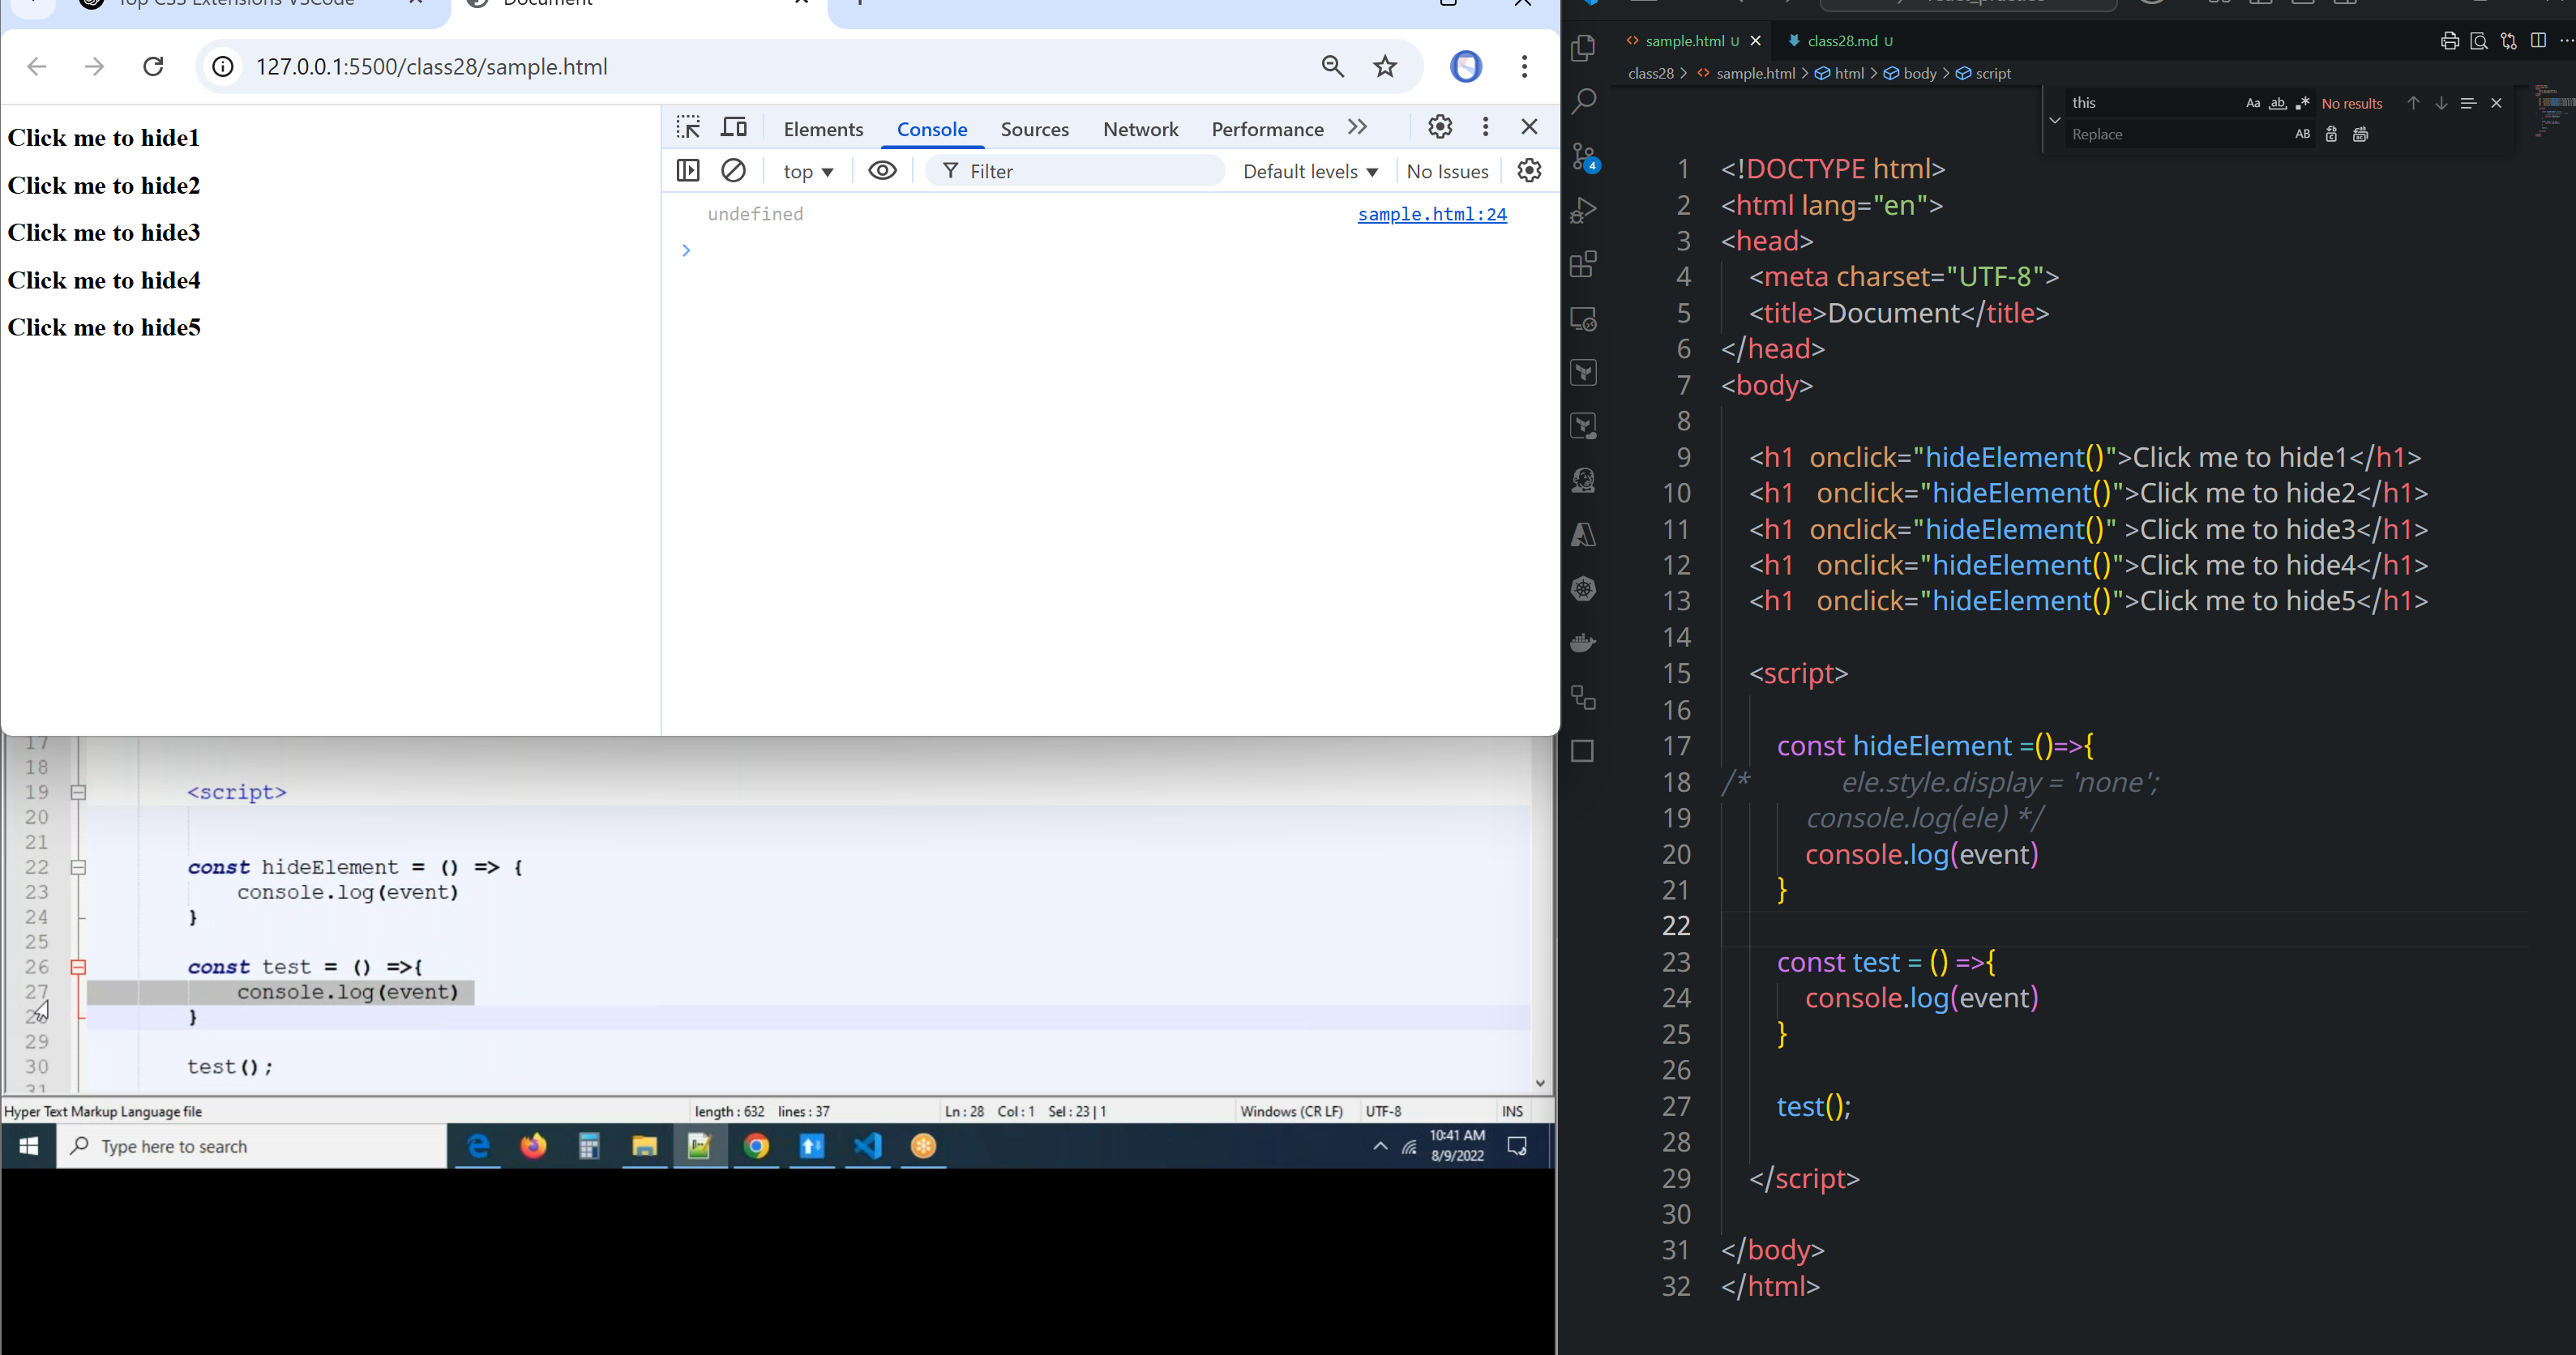 Top CSS Extensions VSCode
Document
127.0.0.1:5500/class28/sample.html
Click me to hide1
Click me to hide2
Click me to hide3
Click me to hide4
Click me to hide5
Elements Console Sources Network Performance
top Filter Default levels No Issues
undefined sample.html:24
17
18
19 <script>
20
21
22 const hideElement = () => {
23 console.log(event)
24 }
25
26 const test = () =>{
27 console.log(event)
}
29
30 test();
31
Hyper Text Markup Language file length : 632 lines : 37 Ln : 28 Col : 1 Sel : 23 | 1 Windows (CR LF) UTF-8 INS
Type here to search
10:41 AM
8/9/2022
sample.html U class28.md U
class28 > sample.html > html > body > script
this Aa ab No results
Replace AB
4
1 <!DOCTYPE html>
2 <html lang="en">
3 <head>
4 <meta charset="UTF-8">
5 <title>Document</title>
6 </head>
7 <body>
8
9 <h1 onclick="hideElement()">Click me to hide1</h1>
10 <h1 onclick="hideElement()">Click me to hide2</h1>
11 <h1 onclick="hideElement()" >Click me to hide3</h1>
12 <h1 onclick="hideElement()">Click me to hide4</h1>
13 <h1 onclick="hideElement()">Click me to hide5</h1>
14
15 <script>
16
17 const hideElement =()=>{
18 /* ele.style.display = 'none';
19 console.log(ele) */
20 console.log(event)
21 }
22
23 const test = () =>{
24 console.log(event)
25 }
26
27 test();
28
29 </script>
30
31 </body>
32 </html>